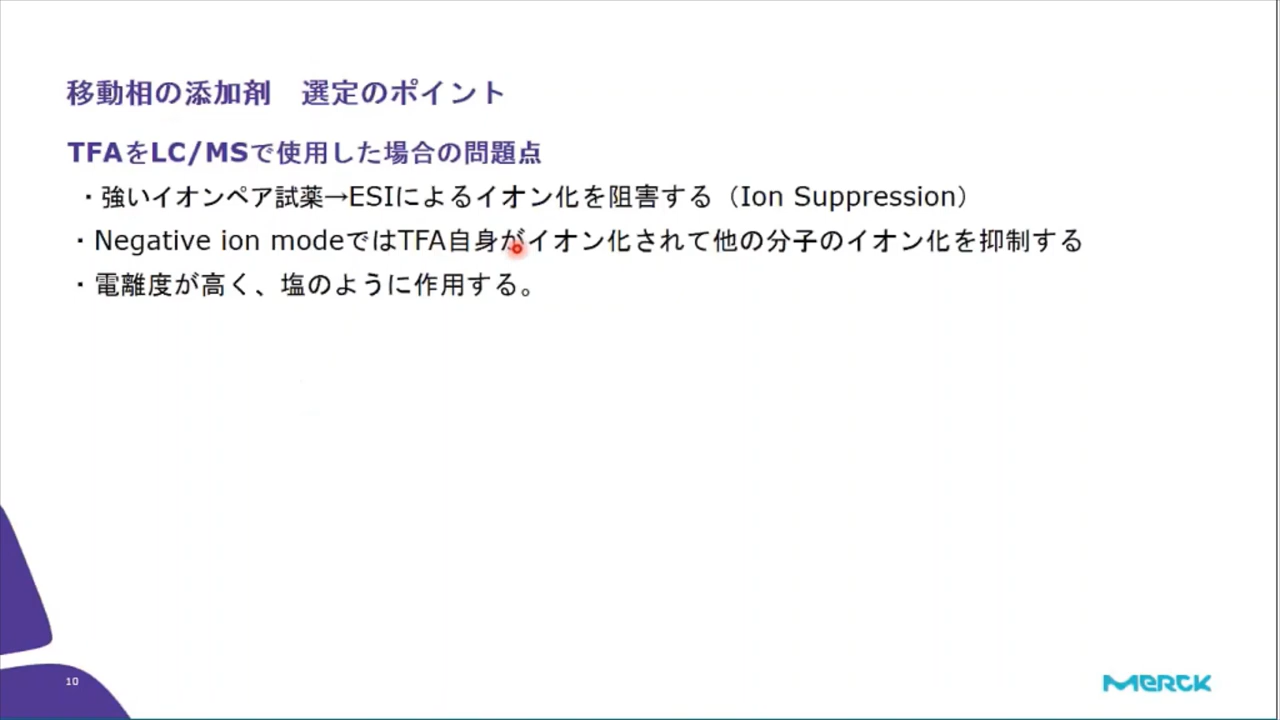 移動相の添加剤　選定のポイント
TFAをLC/MSで使用した場合の問題点
・強いイオンペア試薬→ESIによるイオン化を阻害する（Ion Suppression）
・Negative ion modeではTFA自身がイオン化されて他の分子のイオン化を抑制する
・電離度が高く、塩のように作用する。
10
MERCK